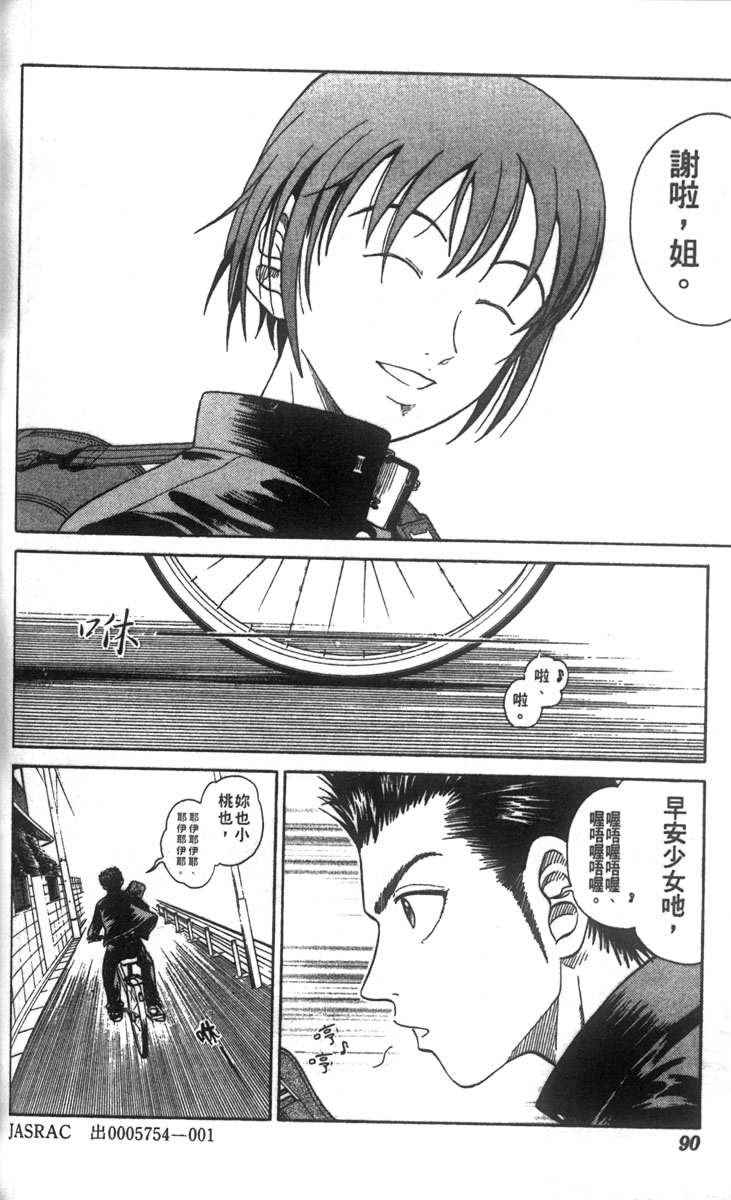 謝啦，姐。
咻
啦、
啦。
早安少女吔，
喔唔喔唔喔、
喔唔喔唔喔。
哼♪
哼
妳也小
桃也，
耶伊耶伊耶、
耶伊耶伊耶。
咻
JASRAC 出0005754—001
90